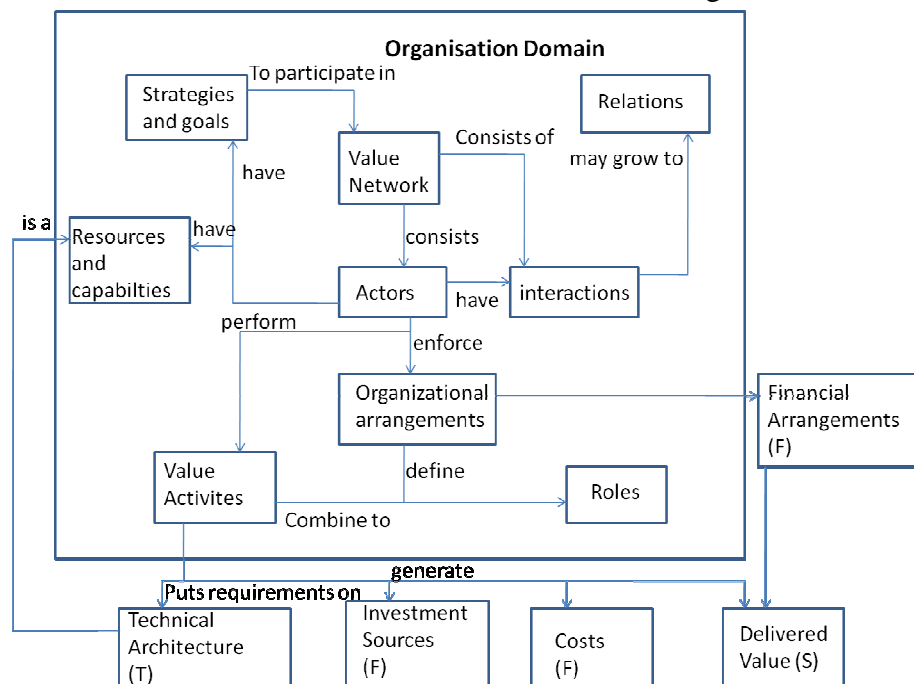 Organisation Domain
To participate in
Strategies
and goals
Relations
Consists of
may grow to
Value
Network
have
is a
have
Resources
and
capabilties
consists
Actors
have
interactions
perform
enforce
Organizational
arrangements
Financial
Arrangements
(F)
Value
Activites
define
Roles
Combine to
generate
Puts requirements on
Technical
Architecture
(T)
Investment
Sources
(F)
Costs
(F)
Delivered
Value (S)